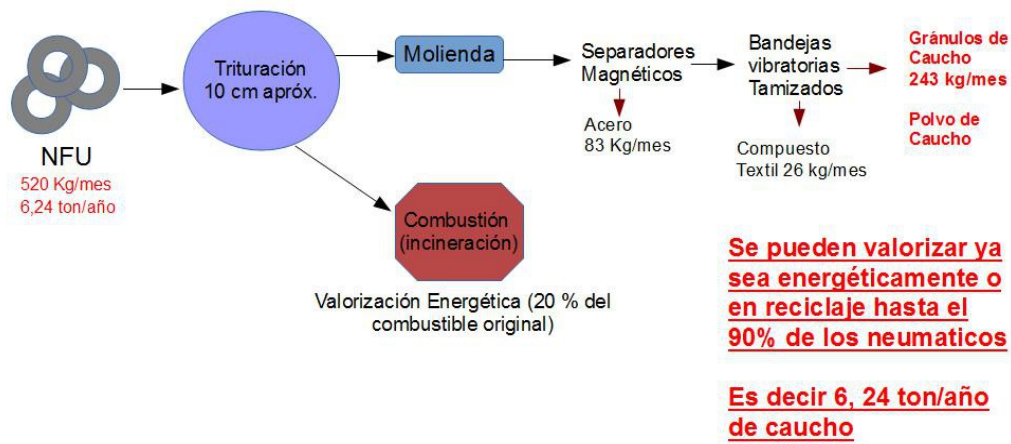 NFU
520 Kg/mes
6,24 ton/año
Trituración
10 cm apróx.
Molienda
Separadores
Magnéticos
Acero
83 Kg/mes
Bandejas
vibratorias
Tamizados
Compuesto
Textil 26 kg/mes
Gránulos de
Caucho
243 kg/mes
Polvo de
Caucho
Combustión
(incineración)
Valorización Energética (20 % del
combustible original)
Se pueden valorizar ya
sea energéticamente o
en reciclaje hasta el
90% de los neumaticos
Es decir 6, 24 ton/año
de caucho